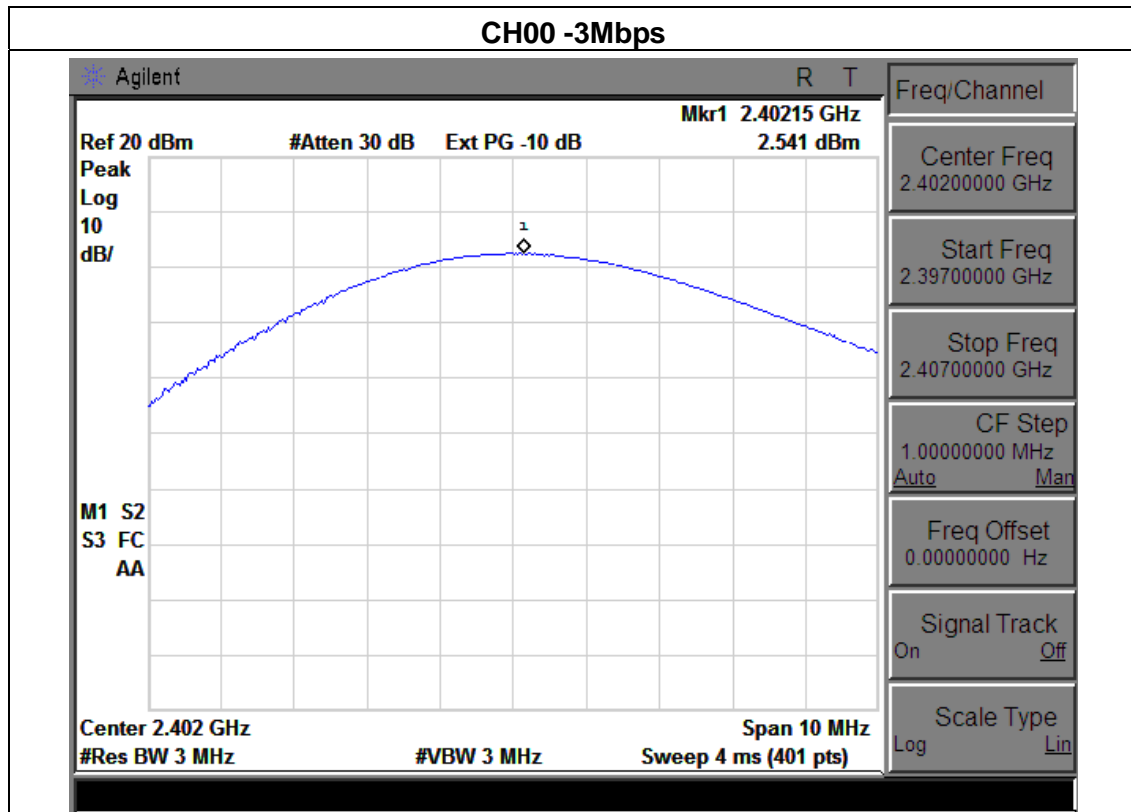 CH00 -3Mbps
Agilent R T
Mkr1 2.40215 GHz
Ref 20 dBm #Atten 30 dB Ext PG -10 dB 2.541 dBm
Peak
Log
10
dB/
1
M1 S2
S3 FC
AA
Center 2.402 GHz Span 10 MHz
#Res BW 3 MHz #VBW 3 MHz Sweep 4 ms (401 pts)
Freq/Channel
Center Freq
2.40200000 GHz
Start Freq
2.39700000 GHz
Stop Freq
2.40700000 GHz
CF Step
1.00000000 MHz
Auto Man
Freq Offset
0.00000000 Hz
Signal Track
On Off
Scale Type
Log Lin